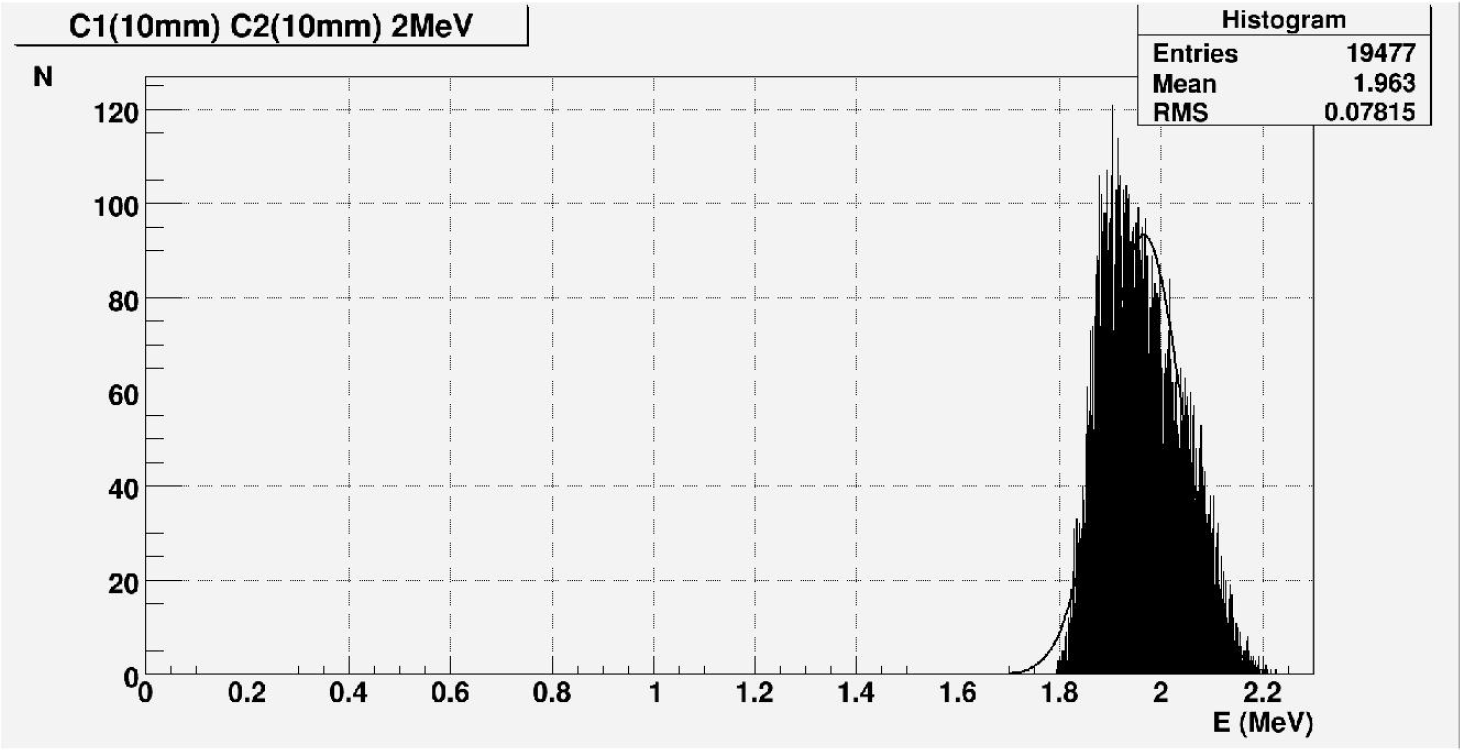 C1(10mm) C2(10mm) 2MeV
Histogram
Entries 19477
Mean 1.963
RMS 0.07815
N
120
100
80
60
40
20
0
0 0.2 0.4 0.6 0.8 1 1.2 1.4 1.6 1.8 2 2.2
E (MeV)